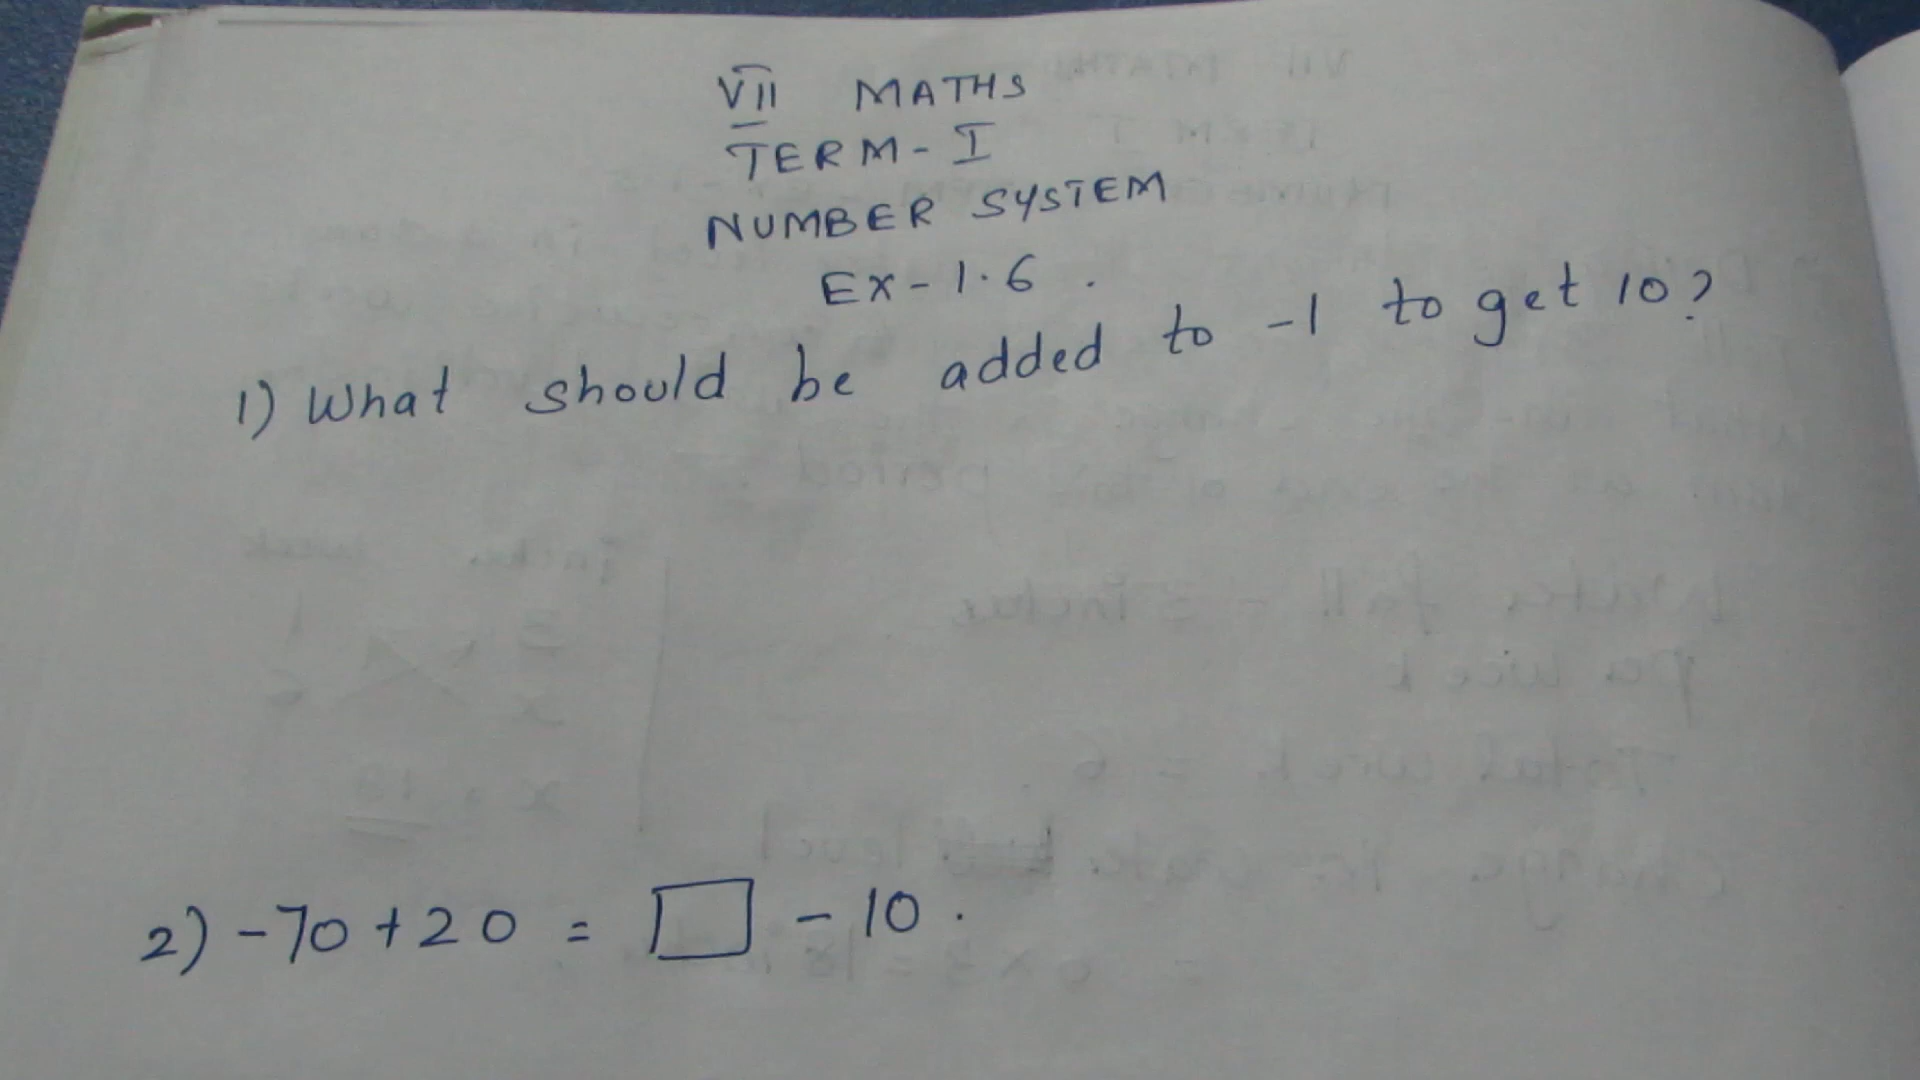 VII MATHS
TERM-I
NUMBER SYSTEM
EX-1.6.
1) What should be added to -1 to get 10?
2) -70+20 = □ - 10.